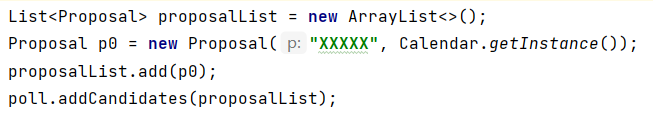 List<Proposal> proposalList = new ArrayList<>();
Proposal p0 = new Proposal( p: "XXXXX", Calendar.getInstance());
proposalList.add(p0);
poll.addCandidates(proposalList);